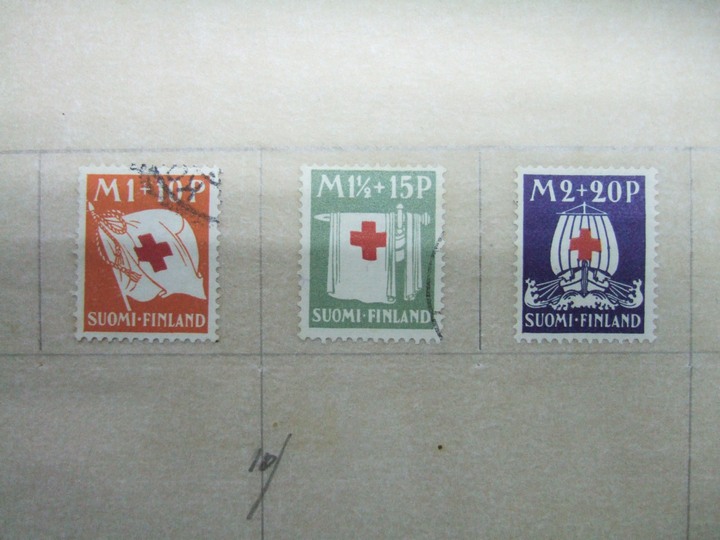 M1+10P
SUOMI·FINLAND
M1½+15P
SUOMI·FINLAND
M2+20P
SUOMI·FINLAND